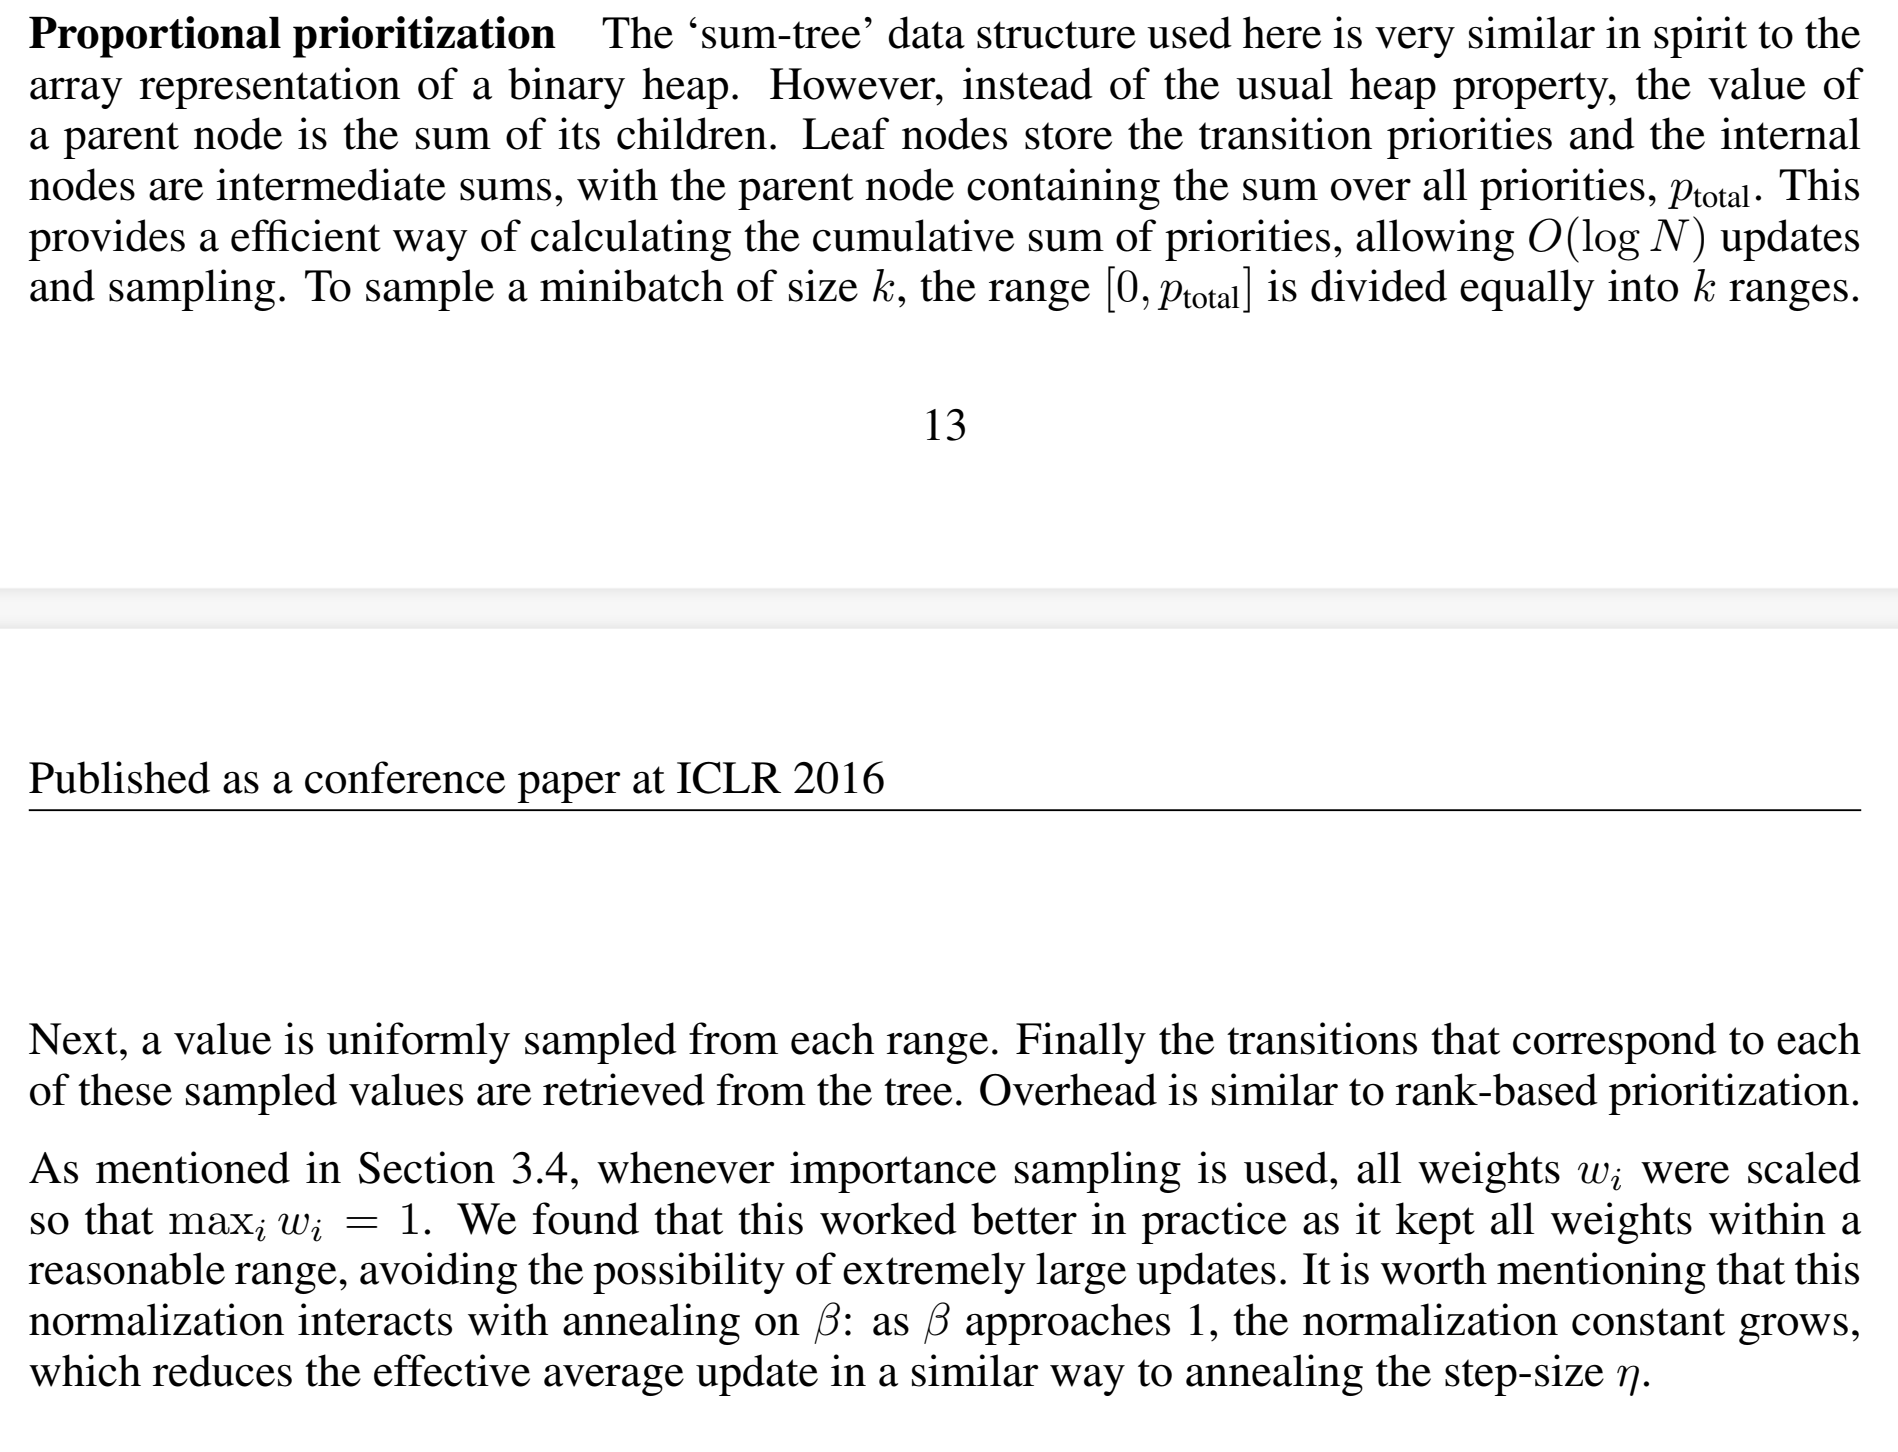 Proportional prioritization The ‘sum-tree’ data structure used here is very similar in spirit to the
array representation of a binary heap. However, instead of the usual heap property, the value of
a parent node is the sum of its children. Leaf nodes store the transition priorities and the internal
nodes are intermediate sums, with the parent node containing the sum over all priorities, p_total. This
provides a efficient way of calculating the cumulative sum of priorities, allowing O(log N) updates
and sampling. To sample a minibatch of size k, the range [0, p_total] is divided equally into k ranges.
13
Published as a conference paper at ICLR 2016
Next, a value is uniformly sampled from each range. Finally the transitions that correspond to each
of these sampled values are retrieved from the tree. Overhead is similar to rank-based prioritization.
As mentioned in Section 3.4, whenever importance sampling is used, all weights w_i were scaled
so that max_i w_i = 1. We found that this worked better in practice as it kept all weights within a
reasonable range, avoiding the possibility of extremely large updates. It is worth mentioning that this
normalization interacts with annealing on β: as β approaches 1, the normalization constant grows,
which reduces the effective average update in a similar way to annealing the step-size η.